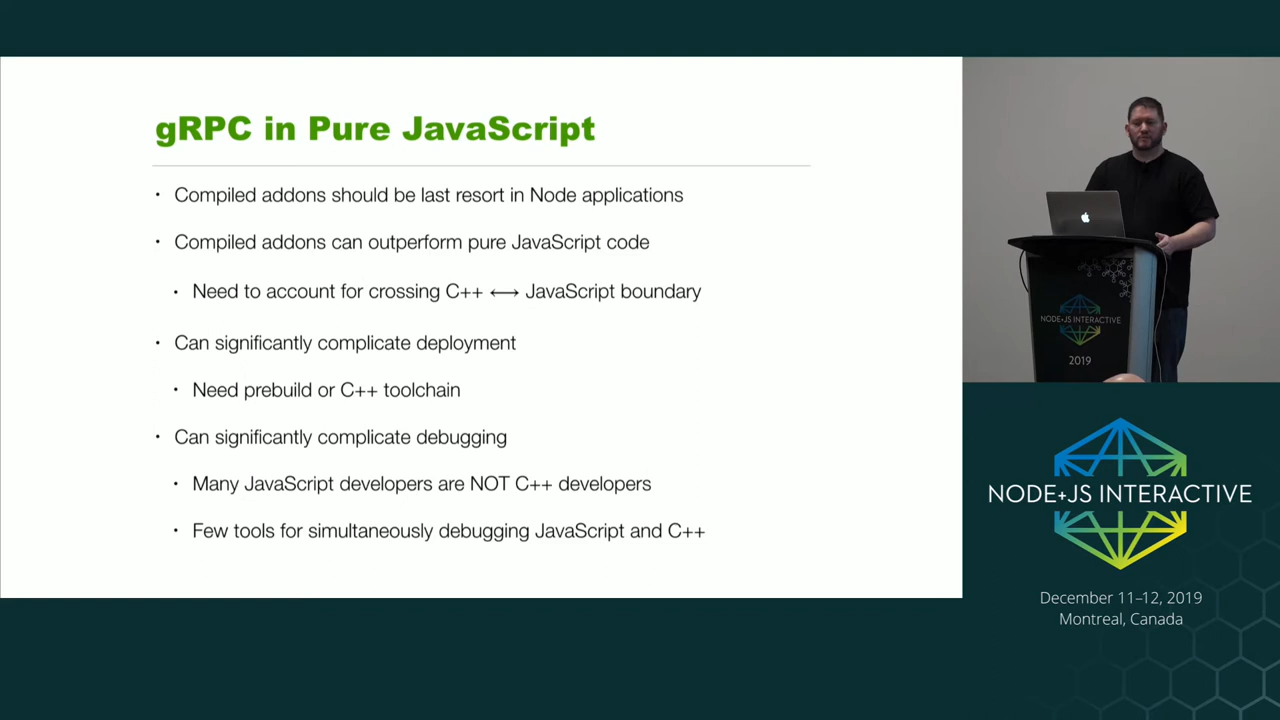 gRPC in Pure JavaScript
• Compiled addons should be last resort in Node applications
• Compiled addons can outperform pure JavaScript code
• Need to account for crossing C++ ⟷ JavaScript boundary
• Can significantly complicate deployment
• Need prebuild or C++ toolchain
• Can significantly complicate debugging
• Many JavaScript developers are NOT C++ developers
• Few tools for simultaneously debugging JavaScript and C++
NODE+JS INTERACTIVE
2019
NODE+JS INTERACTIVE
December 11–12, 2019
Montreal, Canada